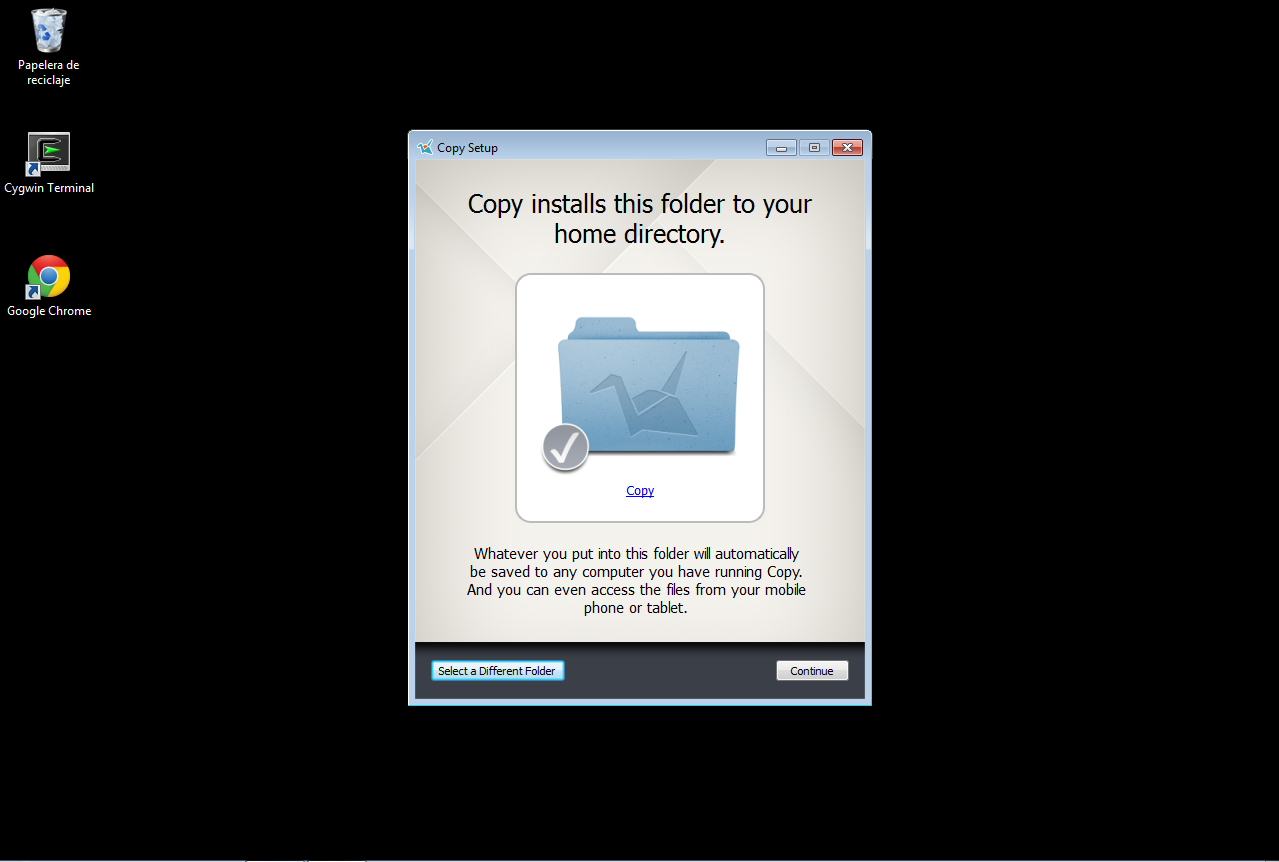 Papelera de
reciclaje
Cygwin Terminal
Google Chrome
Copy Setup
Copy installs this folder to your
home directory.
Copy
Whatever you put into this folder will automatically
be saved to any computer you have running Copy.
And you can even access the files from your mobile
phone or tablet.
Select a Different Folder
Continue